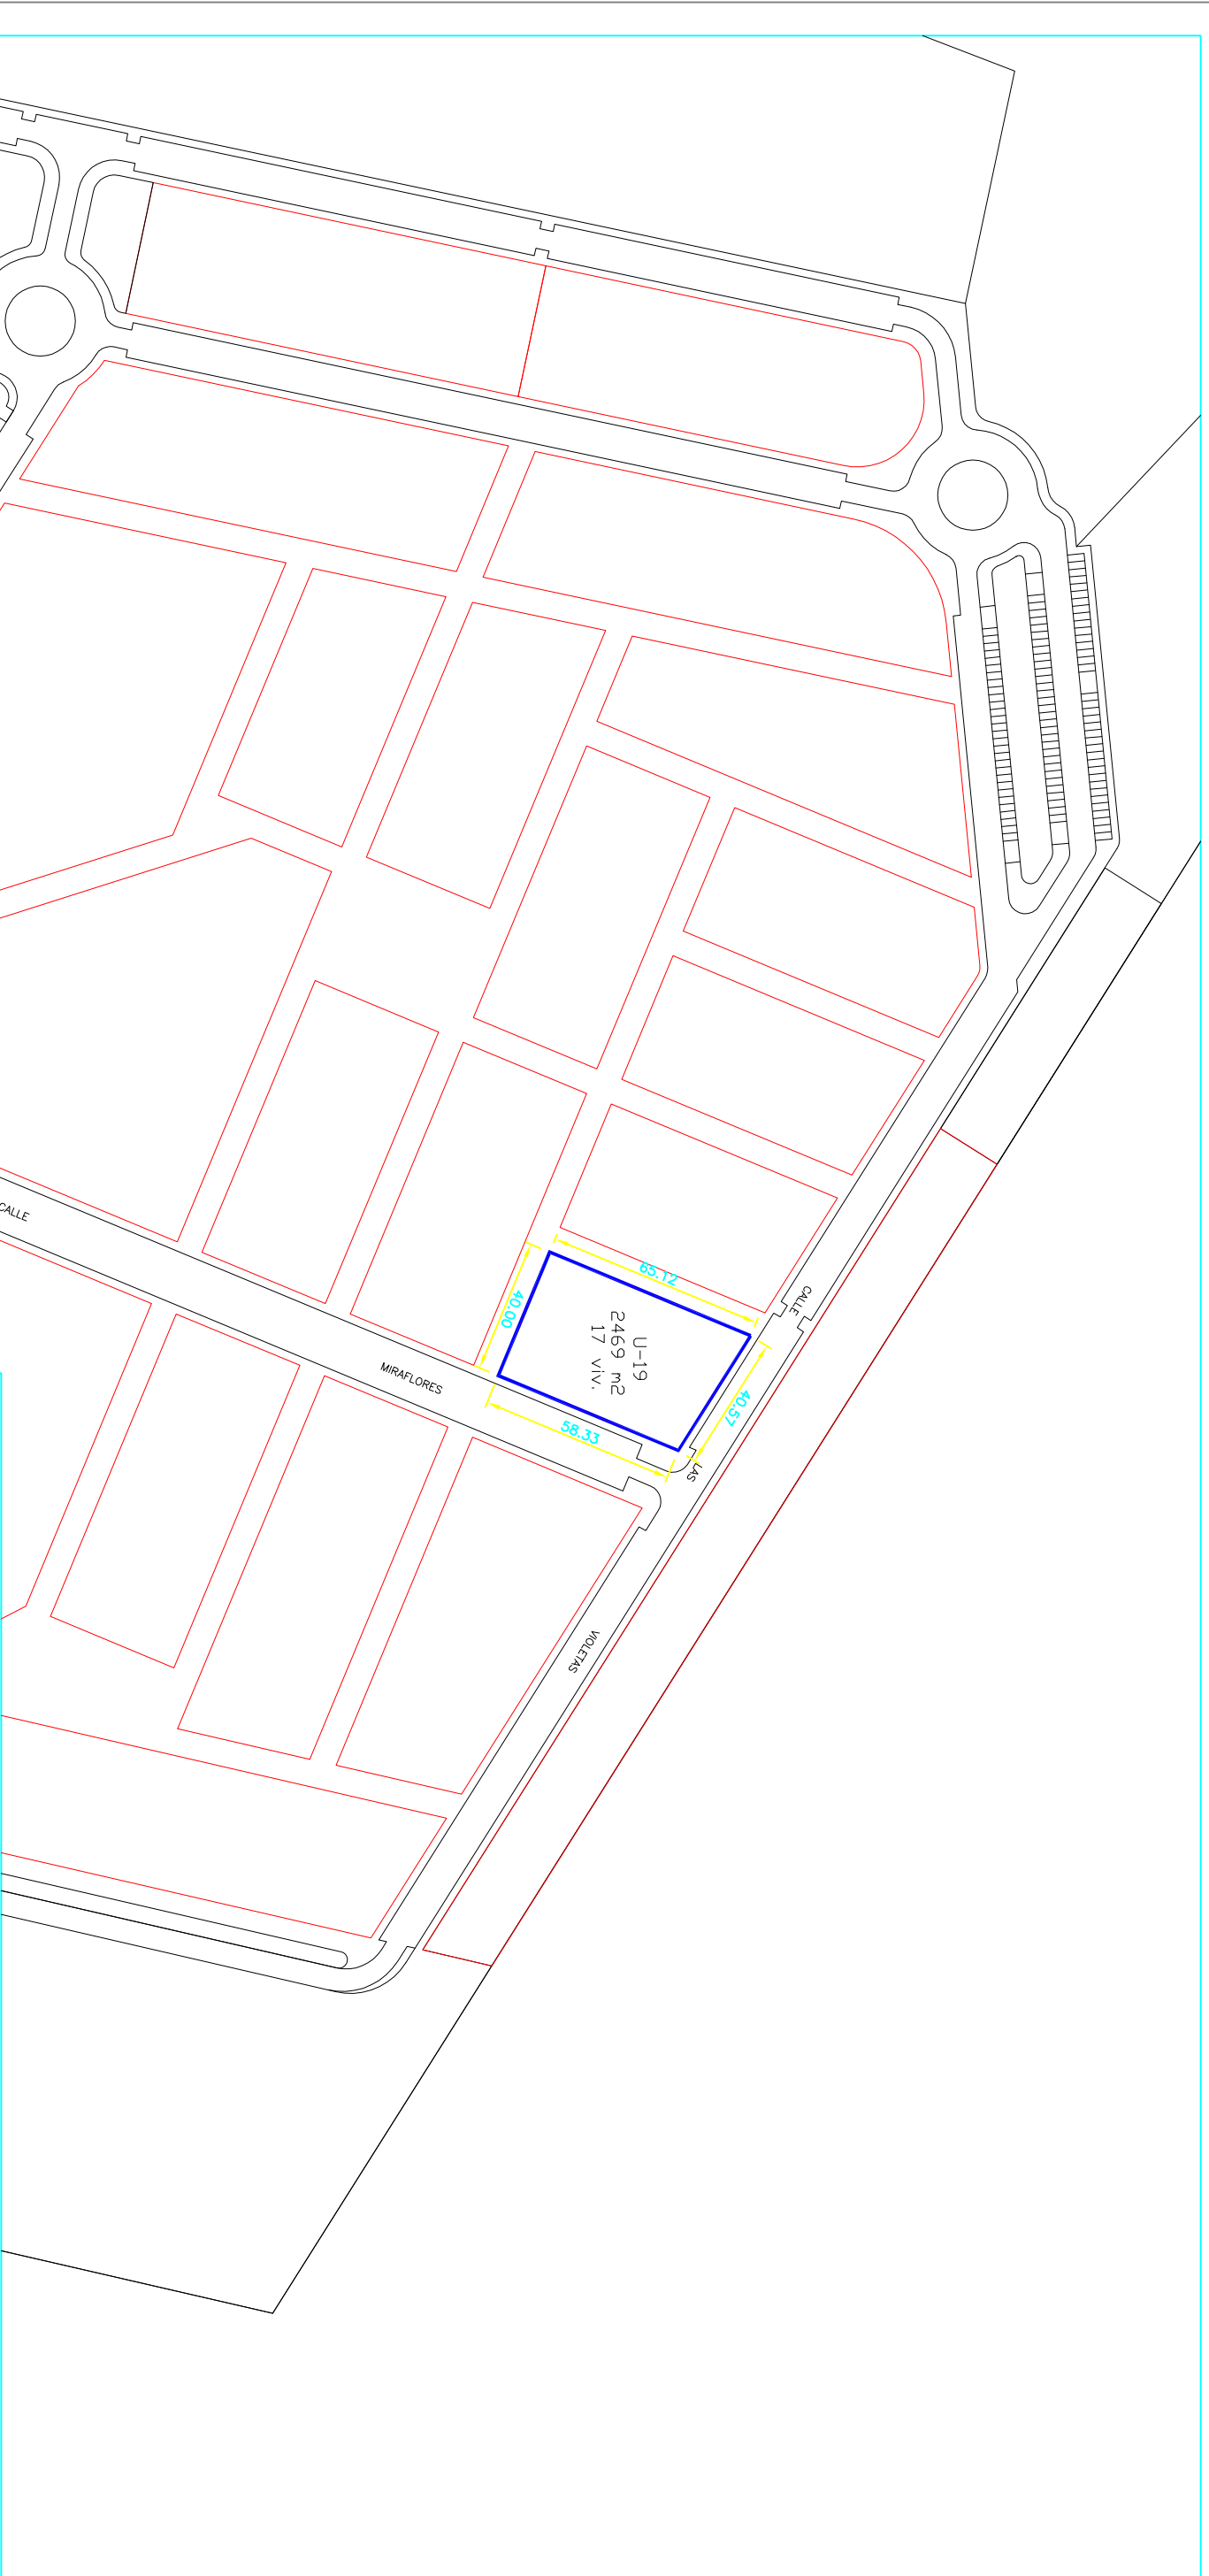 CALLE
MIRAFLORES
65.12
40.00
U-19
2469 m2
17 viv.
40.57
58.33
CALLE
LAS
VIOLETAS